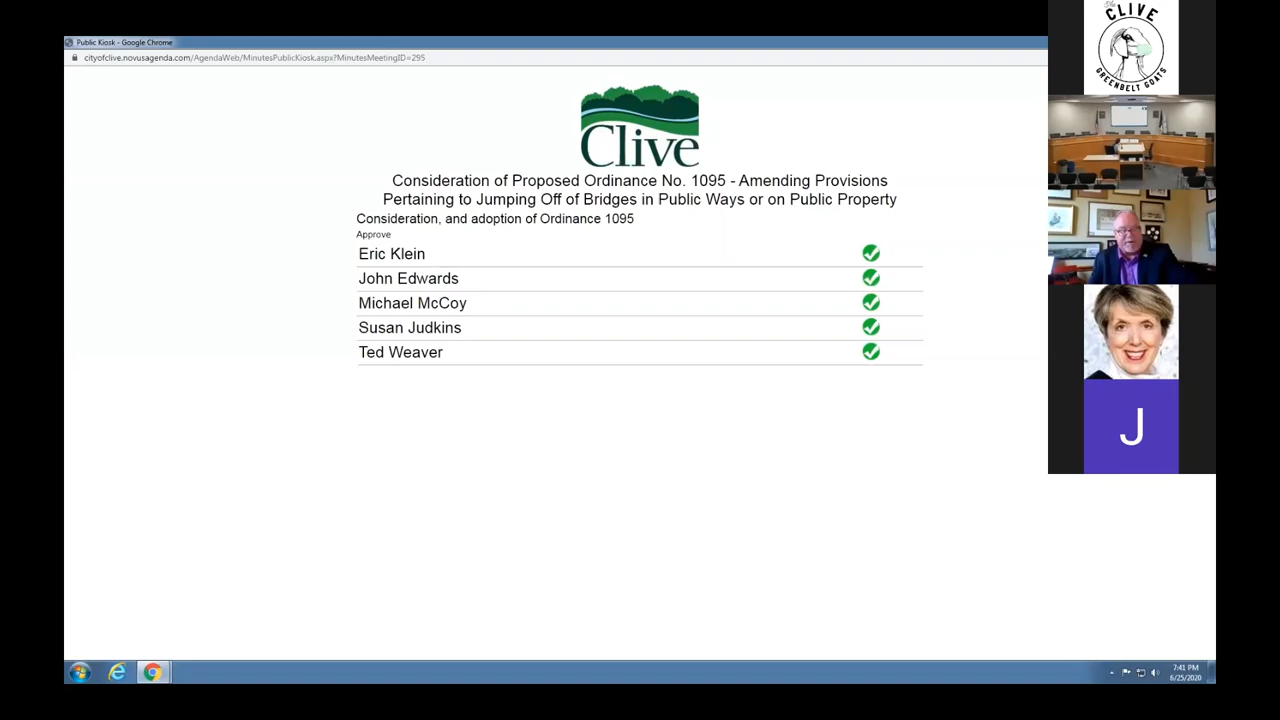 Public Kiosk - Google Chrome
cityofclive.novusagenda.com/AgendaWeb/MinutesPublicKiosk.aspx?MinutesMeetingID=295
Clive
Consideration of Proposed Ordinance No. 1095 - Amending Provisions
Pertaining to Jumping Off of Bridges in Public Ways or on Public Property
Consideration, and adoption of Ordinance 1095
Approve
Eric Klein
John Edwards
Michael McCoy
Susan Judkins
Ted Weaver
The
CLIVE
GREENBELT GOATS
J
7:41 PM
6/25/2020